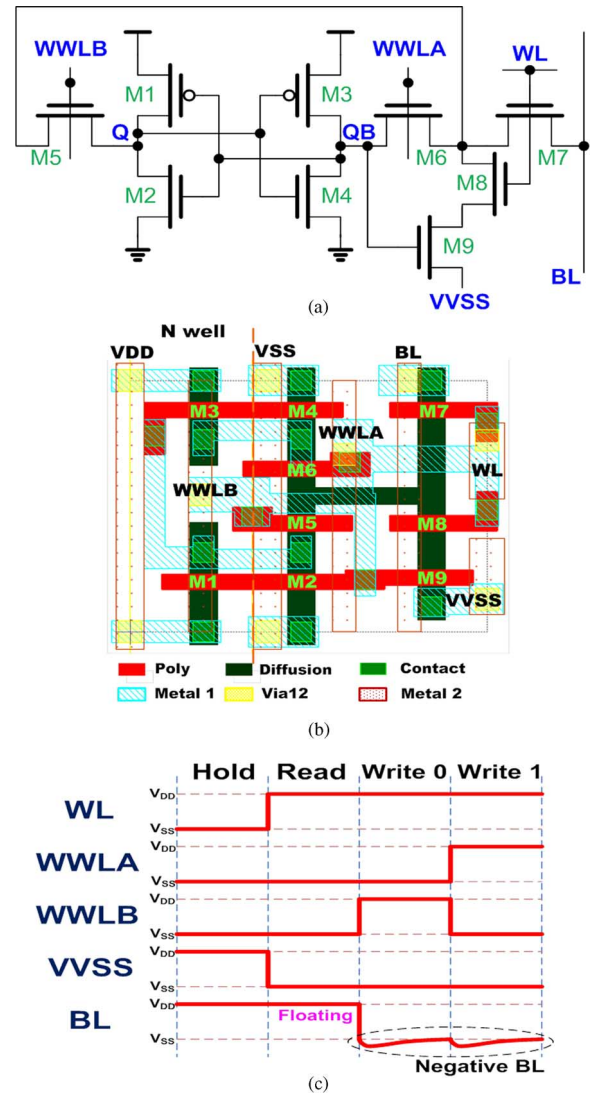 WWLB WWLA WL
M1 M3
Q QB
M5 M6 M7
M8
M2 M4
M9
BL
VVSS
(a)
N well
VDD VSS BL
M3 M4 M7
WWLA
M6
WL
WWLB
M5 M8
M1 M2 M9
VVSS
Poly Diffusion Contact
Metal 1 Via12 Metal 2
(b)
Hold Read Write 0 Write 1
VDD
WL
VSS
VDD
WWLA
VSS
VDD
WWLB
VSS
VDD
VVSS
VSS
VDD
BL Floating
VSS
Negative BL
(c)